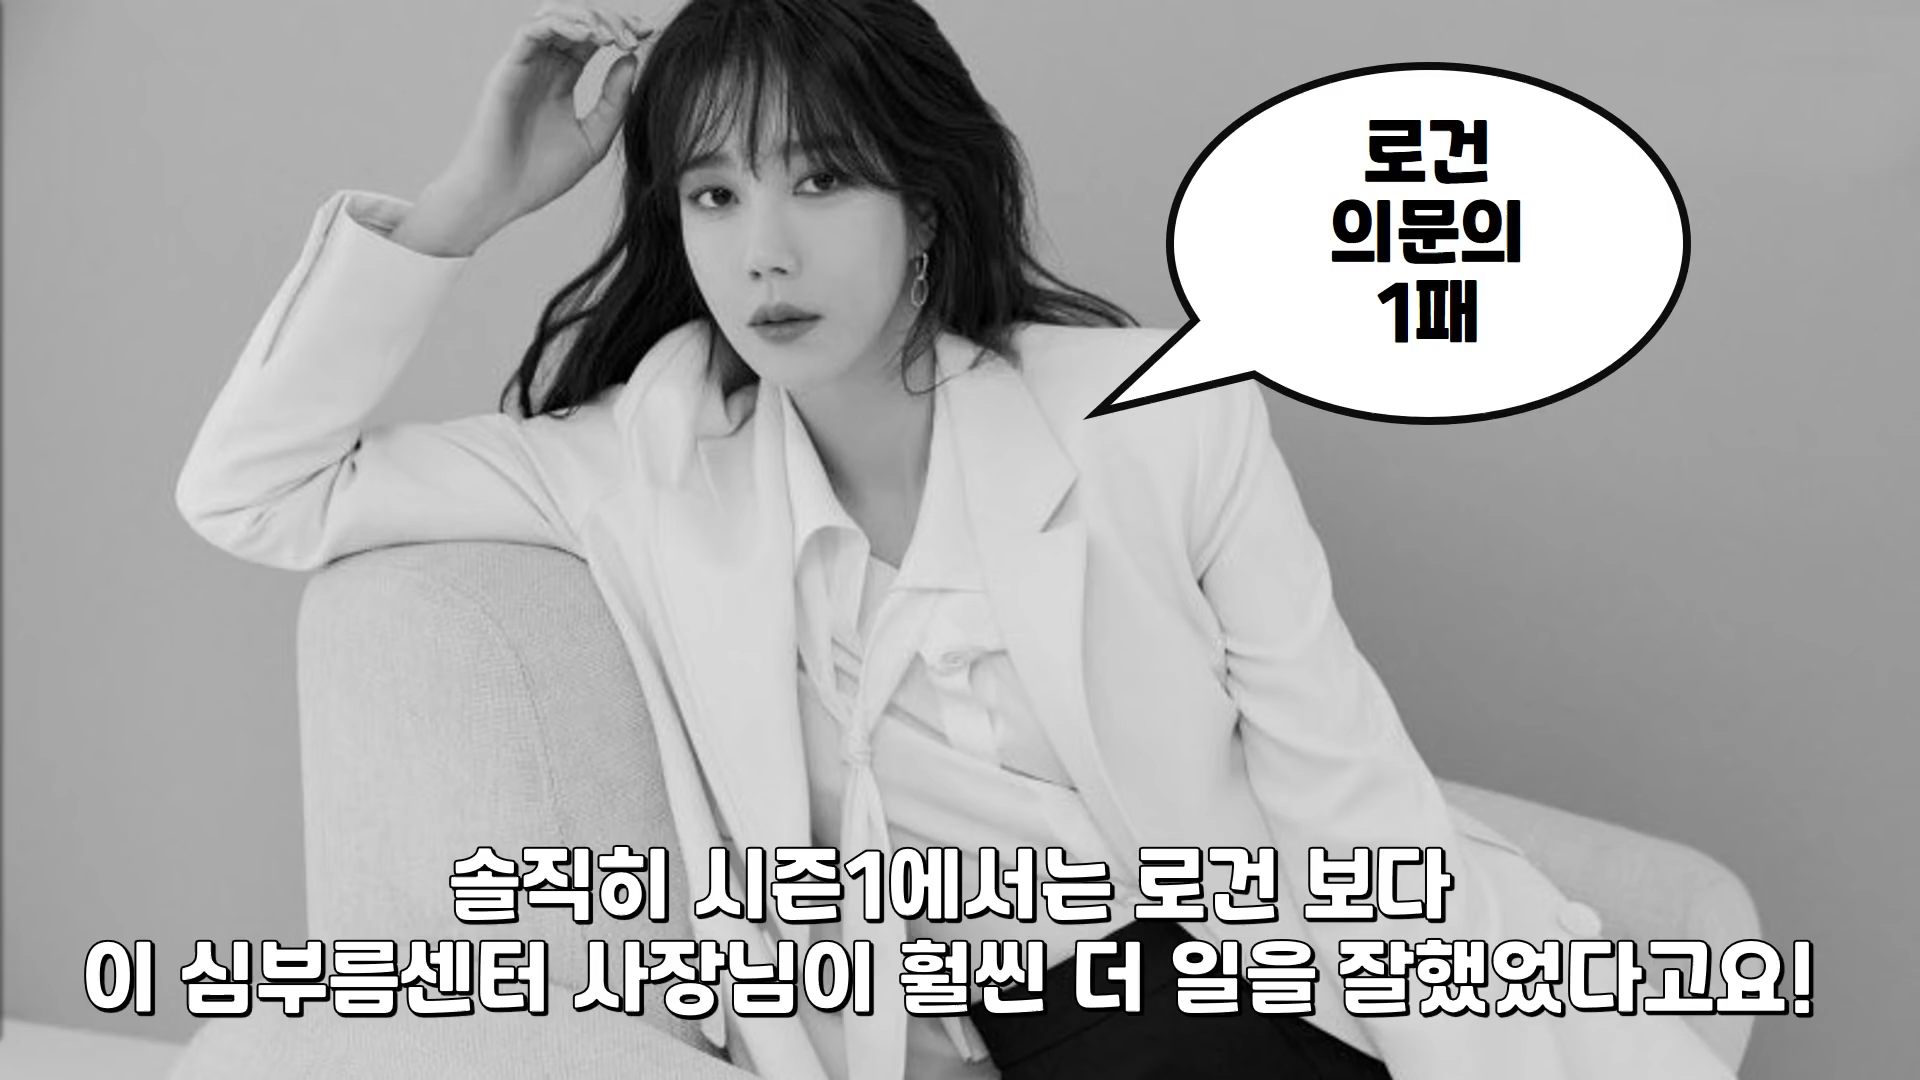 로건
의문의
1패
솔직히 시즌1에서는 로건 보다
이 심부름센터 사장님이 훨씬 더 일을 잘했었다고요!